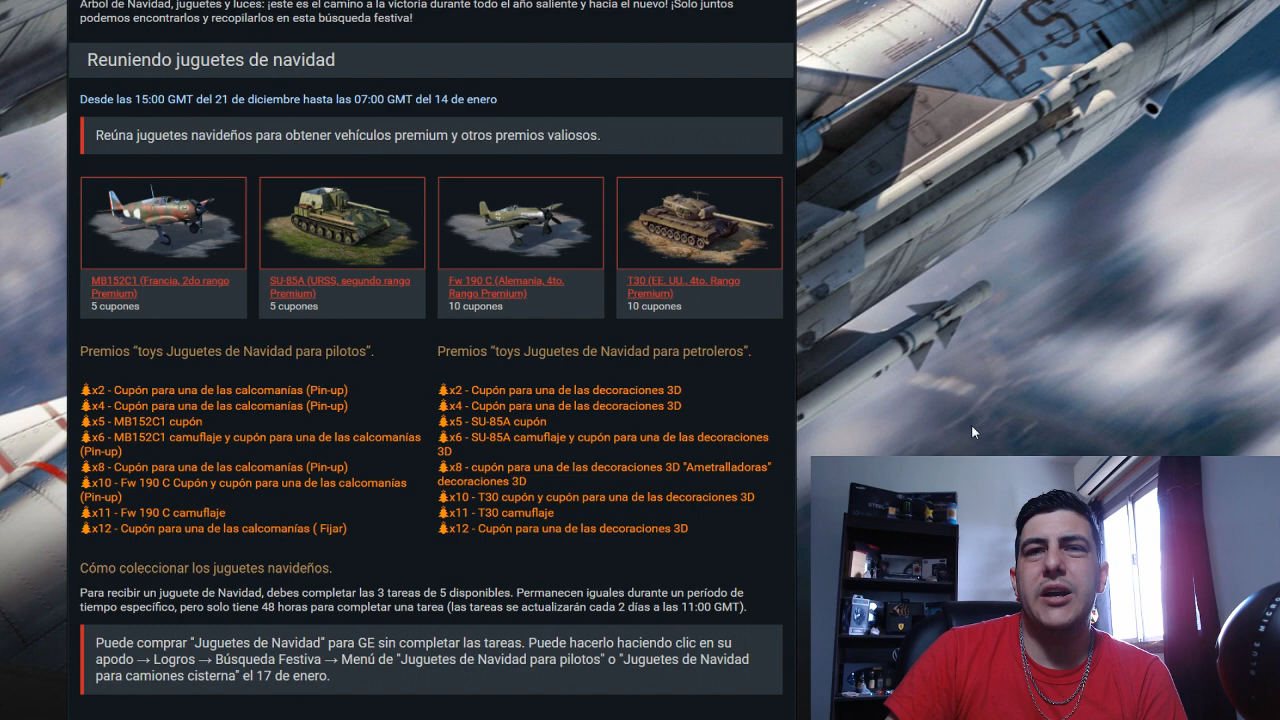 Árbol de Navidad, juguetes y luces: ¡este es el camino a la victoria durante todo el año saliente y hacia el nuevo! ¡Solo juntos
podemos encontrarlos y recopilarlos en esta búsqueda festiva!
Reuniendo juguetes de navidad
Desde las 15:00 GMT del 21 de diciembre hasta las 07:00 GMT del 14 de enero
Reúna juguetes navideños para obtener vehículos premium y otros premios valiosos.
MB152C1 (Francia, 2do rango
Premium)
5 cupones
SU-85A (URSS, segundo rango
Premium)
5 cupones
Fw 190 C (Alemania, 4to.
Rango Premium)
10 cupones
T30 (EE. UU., 4to. Rango
Premium)
10 cupones
Premios “toys Juguetes de Navidad para pilotos”.
x2 - Cupón para una de las calcomanías (Pin-up)
x4 - Cupón para una de las calcomanías (Pin-up)
x5 - MB152C1 cupón
x6 - MB152C1 camuflaje y cupón para una de las calcomanías
(Pin-up)
x8 - Cupón para una de las calcomanías (Pin-up)
x10 - Fw 190 C Cupón y cupón para una de las calcomanías
(Pin-up)
x11 - Fw 190 C camuflaje
x12 - Cupón para una de las calcomanías ( Fijar)
Premios “toys Juguetes de Navidad para petroleros”.
x2 - Cupón para una de las decoraciones 3D
x4 - Cupón para una de las decoraciones 3D
x5 - SU-85A cupón
x6 - SU-85A camuflaje y cupón para una de las decoraciones
3D
x8 - cupón para una de las decoraciones 3D "Ametralladoras"
decoraciones 3D
x10 - T30 cupón y cupón para una de las decoraciones 3D
x11 - T30 camuflaje
x12 - Cupón para una de las decoraciones 3D
Cómo coleccionar los juguetes navideños.
Para recibir un juguete de Navidad, debes completar las 3 tareas de 5 disponibles. Permanecen iguales durante un período de
tiempo específico, pero solo tiene 48 horas para completar una tarea (las tareas se actualizarán cada 2 días a las 11:00 GMT).
Puede comprar "Juguetes de Navidad" para GE sin completar las tareas. Puede hacerlo haciendo clic en su
apodo → Logros → Búsqueda Festiva → Menú de "Juguetes de Navidad para pilotos" o "Juguetes de Navidad
para camiones cisterna" el 17 de enero.